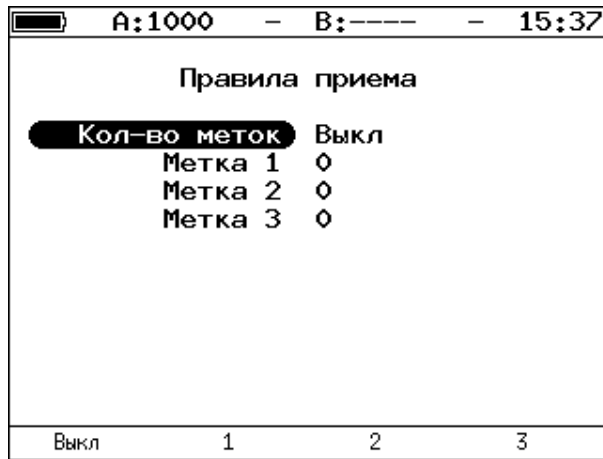 A:1000 – B:---- – 15:37
Правила приема
Кол-во меток Выкл
Метка 1 0
Метка 2 0
Метка 3 0
Выкл 1 2 3